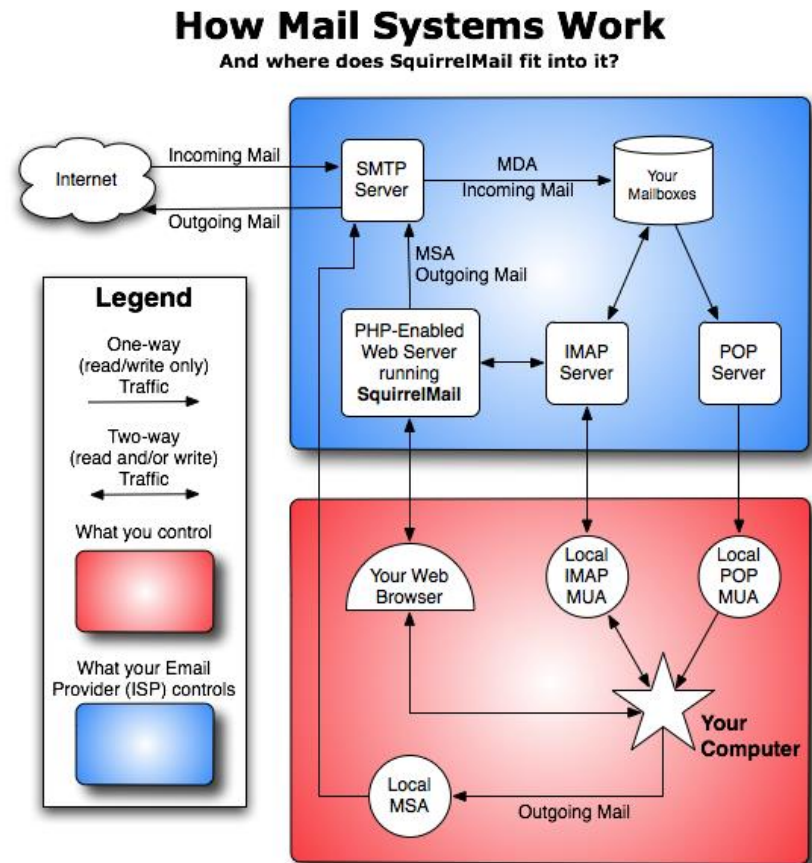 How Mail Systems Work
And where does SquirrelMail fit into it?
Internet
Incoming Mail
Outgoing Mail
SMTP
Server
MDA
Incoming Mail
Your
Mailboxes
MSA
Outgoing Mail
PHP-Enabled
Web Server
running
SquirrelMail
IMAP
Server
POP
Server
Legend
One-way
(read/write only)
Traffic
Two-way
(read and/or write)
Traffic
What you control
What your Email
Provider (ISP) controls
Your Web
Browser
Local
IMAP
MUA
Local
POP
MUA
Your
Computer
Local
MSA
Outgoing Mail